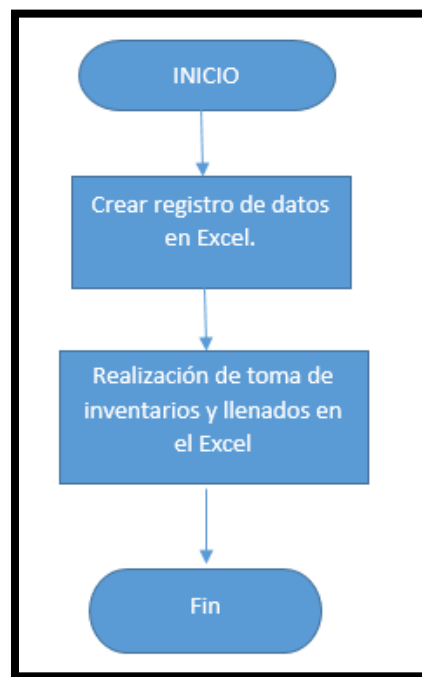 INICIO
Crear registro de datos
en Excel.
Realización de toma de
inventarios y llenados en
el Excel
Fin